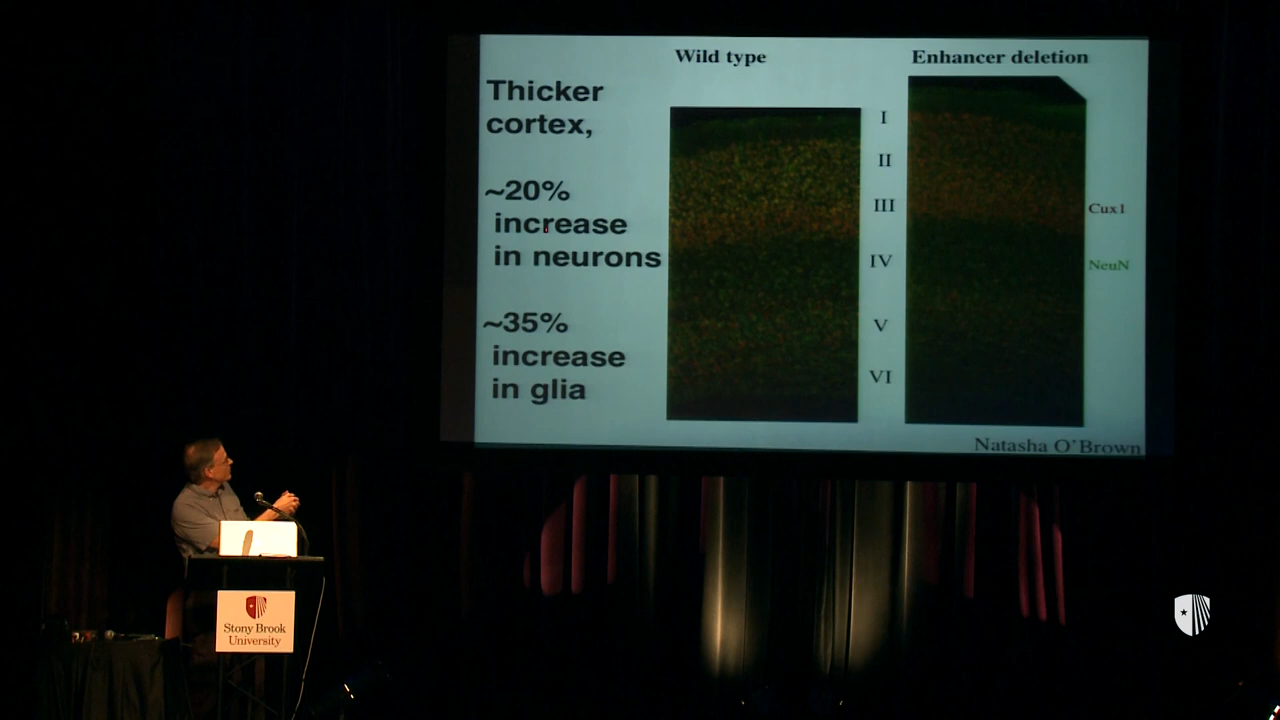 Wild type
Enhancer deletion
Thicker
cortex,
~20%
increase
in neurons
~35%
increase
in glia
I
II
III
IV
V
VI
Cux1
NeuN
Natasha O'Brown
Stony Brook
University